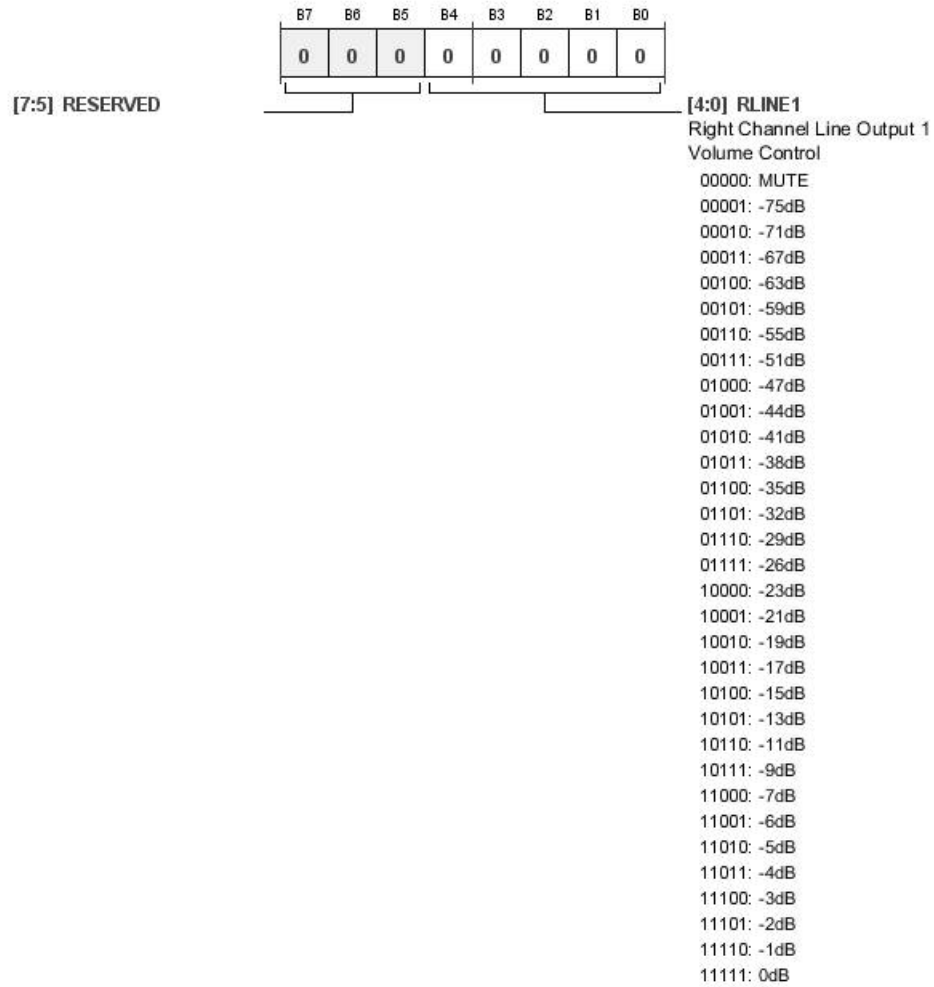 B7 B6 B5 B4 B3 B2 B1 B0
0 0 0 0 0 0 0 0
[7:5] RESERVED
[4:0] RLINE1
Right Channel Line Output 1
Volume Control
00000: MUTE
00001: -75dB
00010: -71dB
00011: -67dB
00100: -63dB
00101: -59dB
00110: -55dB
00111: -51dB
01000: -47dB
01001: -44dB
01010: -41dB
01011: -38dB
01100: -35dB
01101: -32dB
01110: -29dB
01111: -26dB
10000: -23dB
10001: -21dB
10010: -19dB
10011: -17dB
10100: -15dB
10101: -13dB
10110: -11dB
10111: -9dB
11000: -7dB
11001: -6dB
11010: -5dB
11011: -4dB
11100: -3dB
11101: -2dB
11110: -1dB
11111: 0dB